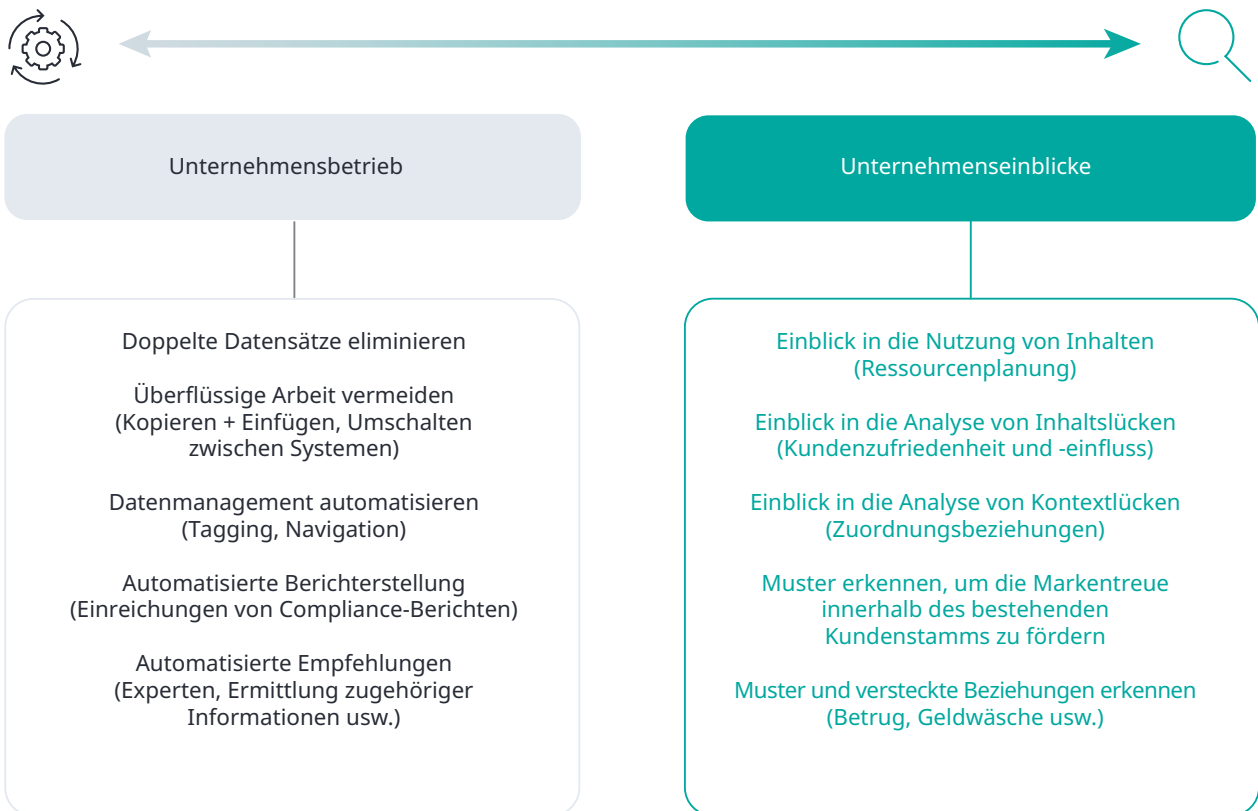 Unternehmensbetrieb
Doppelte Datensätze eliminieren
Überflüssige Arbeit vermeiden
(Kopieren + Einfügen, Umschalten
zwischen Systemen)
Datenmanagement automatisieren
(Tagging, Navigation)
Automatisierte Berichterstellung
(Einreichungen von Compliance-Berichten)
Automatisierte Empfehlungen
(Experten, Ermittlung zugehöriger
Informationen usw.)
Unternehmenseinblicke
Einblick in die Nutzung von Inhalten
(Ressourcenplanung)
Einblick in die Analyse von Inhaltslücken
(Kundenzufriedenheit und -einfluss)
Einblick in die Analyse von Kontextlücken
(Zuordnungsbeziehungen)
Muster erkennen, um die Markentreue
innerhalb des bestehenden
Kundenstamms zu fördern
Muster und versteckte Beziehungen erkennen
(Betrug, Geldwäsche usw.)